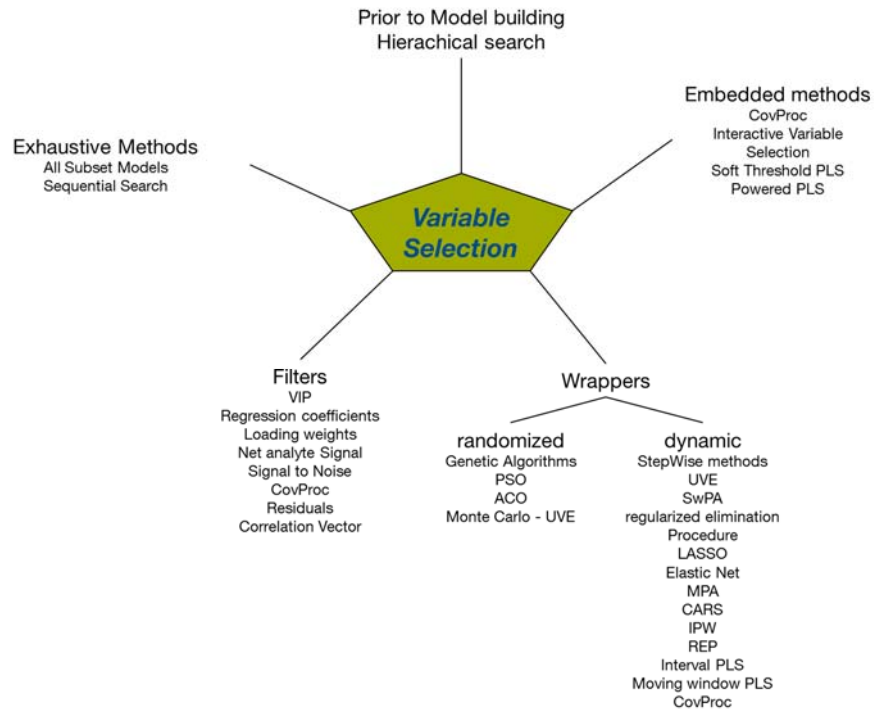 Prior to Model building
Hierachical search
Embedded methods
CovProc
Interactive Variable
Selection
Soft Threshold PLS
Powered PLS
Exhaustive Methods
All Subset Models
Sequential Search
Variable
Selection
Filters
VIP
Regression coefficients
Loading weights
Net analyte Signal
Signal to Noise
CovProc
Residuals
Correlation Vector
Wrappers
randomized
Genetic Algorithms
PSO
ACO
Monte Carlo - UVE
dynamic
StepWise methods
UVE
SwPA
regularized elimination
Procedure
LASSO
Elastic Net
MPA
CARS
IPW
REP
Interval PLS
Moving window PLS
CovProc